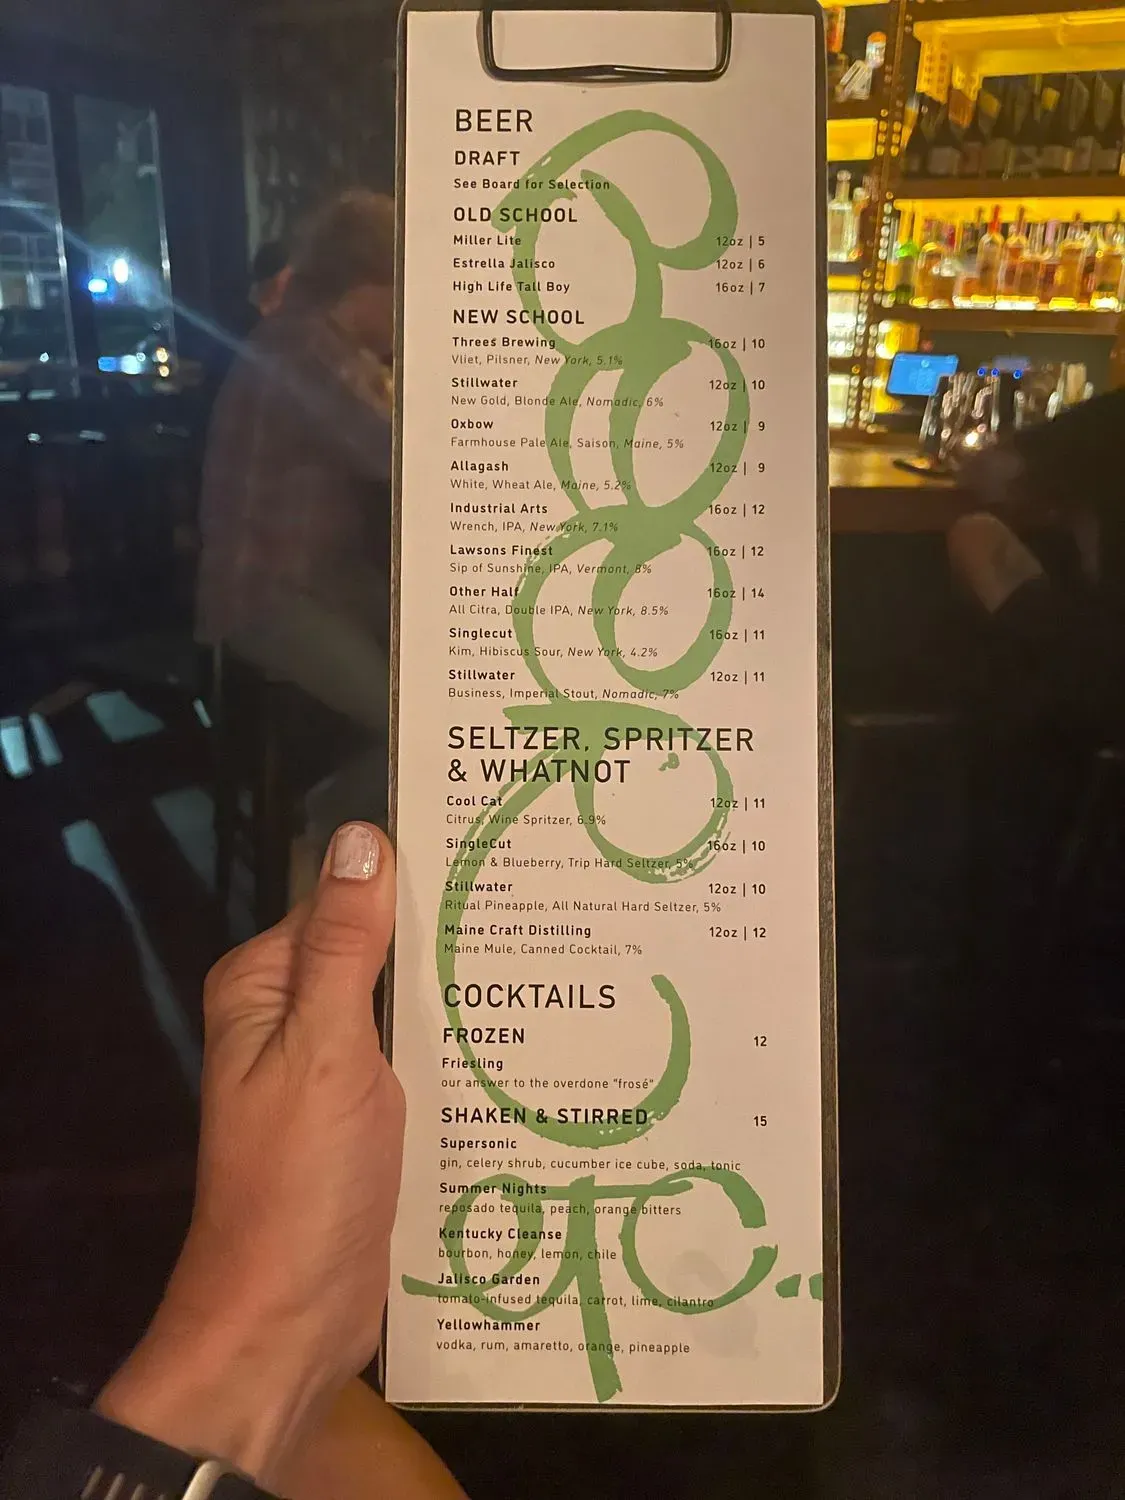 BEER
DRAFT
See Board for Selection
OLD SCHOOL
Miller Lite 12oz | 5
Estrella Jalisco 12oz | 6
High Life Tall Boy 16oz | 7
NEW SCHOOL
Threes Brewing 16oz | 10
Vliet, Pilsner, New York, 5.1%
Stillwater 12oz | 10
New Gold, Blonde Ale, Nomadic, 6%
Oxbow 12oz | 9
Farmhouse Pale Ale, Saison, Maine, 5%
Allagash 12oz | 9
White, Wheat Ale, Maine, 5.2%
Industrial Arts 16oz | 12
Wrench, IPA, New York, 7.1%
Lawsons Finest 16oz | 12
Sip of Sunshine, IPA, Vermont, 8%
Other Half 16oz | 14
All Citra, Double IPA, New York, 8.5%
Singlecut 16oz | 11
Kim, Hibiscus Sour, New York, 4.2%
Stillwater 12oz | 11
Business, Imperial Stout, Nomadic, 7%
SELTZER, SPRITZER
& WHATNOT
Cool Cat 12oz | 11
Citrus, Wine Spritzer, 6.9%
SingleCut 16oz | 10
Lemon & Blueberry, Trip Hard Seltzer, 5%
Stillwater 12oz | 10
Ritual Pineapple, All Natural Hard Seltzer, 5%
Maine Craft Distilling 12oz | 12
Maine Mule, Canned Cocktail, 7%
COCKTAILS
FROZEN 12
Friesling
our answer to the overdone "frosé"
SHAKEN & STIRRED 15
Supersonic
gin, celery shrub, cucumber ice cube, soda, tonic
Summer Nights
reposado tequila, peach, orange bitters
Kentucky Cleanse
bourbon, honey, lemon, chile
Jalisco Garden
tomato-infused tequila, carrot, lime, cilantro
Yellowhammer
vodka, rum, amaretto, orange, pineapple
etc...